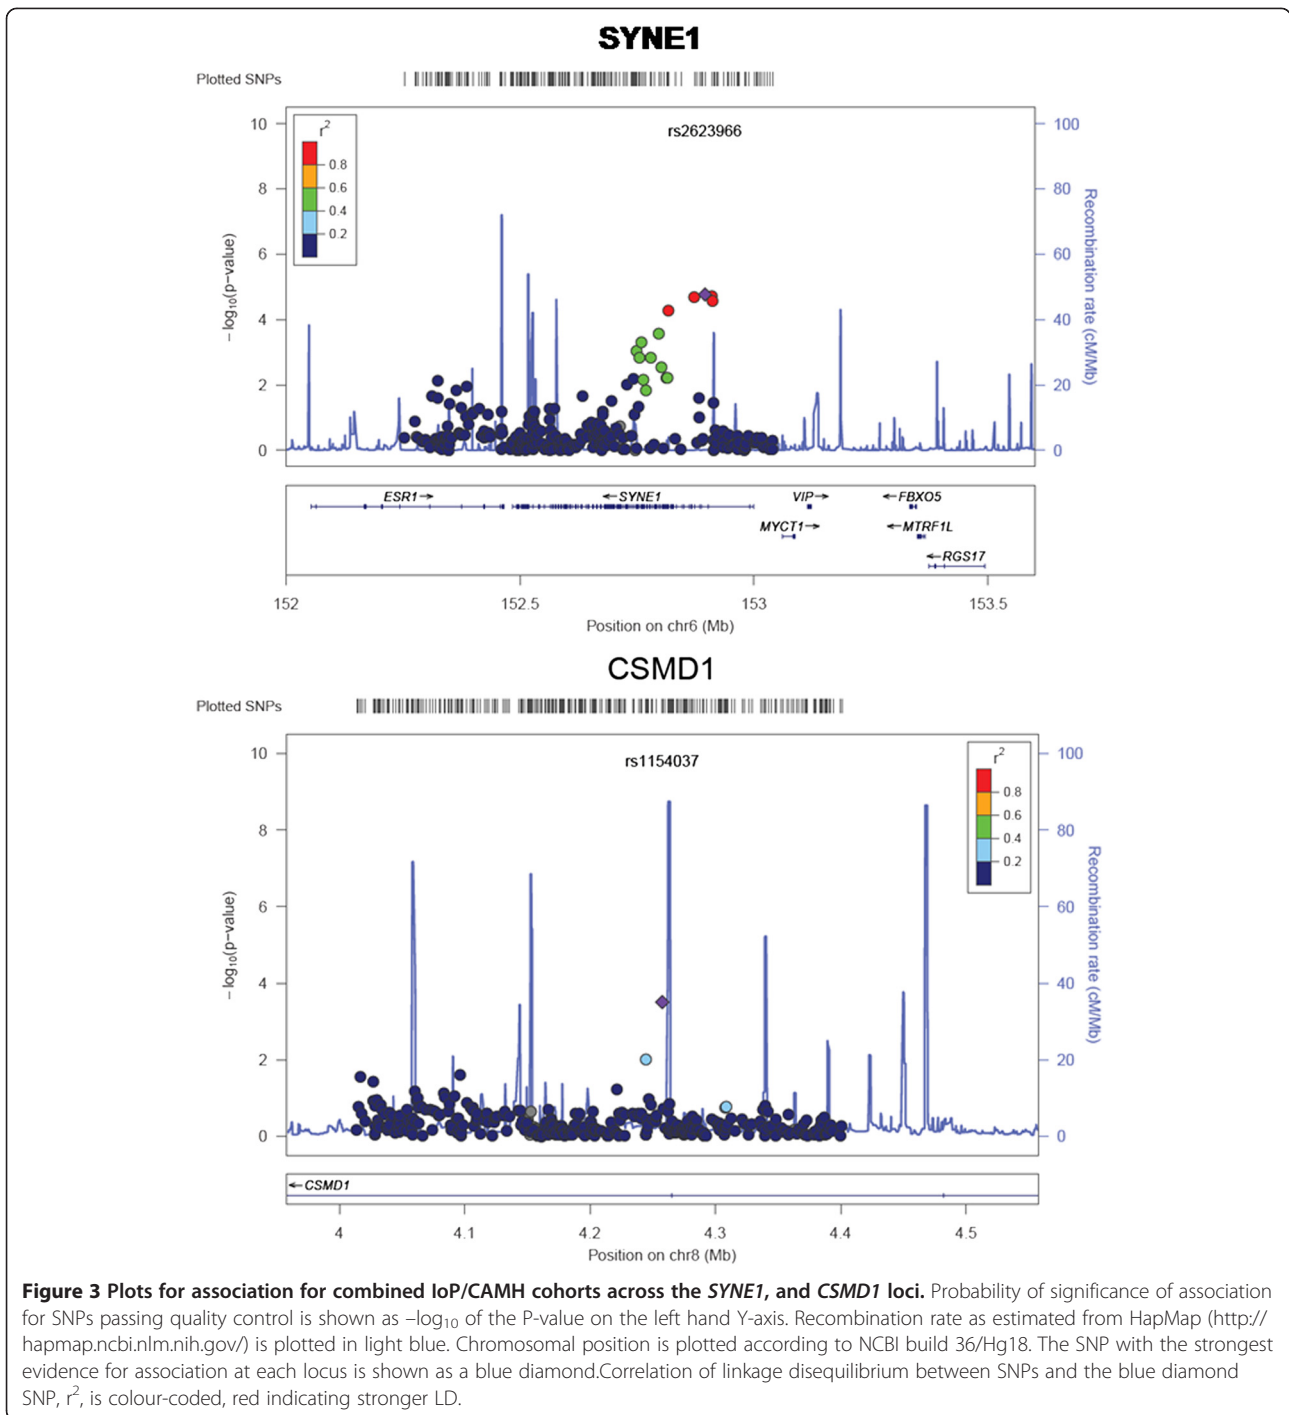 SYNE1
Plotted SNPs
rs2623966
r2
0.8
0.6
0.4
0.2
10
8
6
4
2
0
−log10(p−value)
100
80
60
40
20
0
Recombination rate (cM/Mb)
ESR1→
←SYNE1
VIP→
←FBXO5
MYCT1→
←MTRF1L
←RGS17
152
152.5
153
153.5
Position on chr6 (Mb)
CSMD1
Plotted SNPs
rs1154037
r2
0.8
0.6
0.4
0.2
10
8
6
4
2
0
−log10(p−value)
100
80
60
40
20
0
Recombination rate (cM/Mb)
←CSMD1
4
4.1
4.2
4.3
4.4
4.5
Position on chr8 (Mb)
Figure 3 Plots for association for combined IoP/CAMH cohorts across the SYNE1, and CSMD1 loci. Probability of significance of association
for SNPs passing quality control is shown as –log10 of the P-value on the left hand Y-axis. Recombination rate as estimated from HapMap (http://
hapmap.ncbi.nlm.nih.gov/) is plotted in light blue. Chromosomal position is plotted according to NCBI build 36/Hg18. The SNP with the strongest
evidence for association at each locus is shown as a blue diamond.Correlation of linkage disequilibrium between SNPs and the blue diamond
SNP, r2, is colour-coded, red indicating stronger LD.